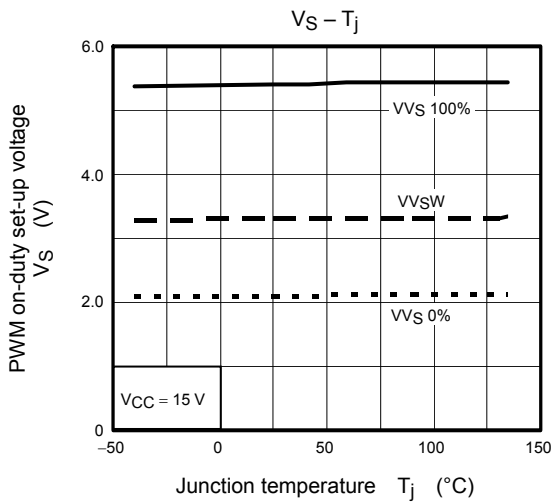 VS – Tj
PWM on-duty set-up voltage
VS (V)
6.0
4.0
2.0
0
VVS 100%
VVSW
VVS 0%
VCC = 15 V
–50 0 50 100 150
Junction temperature Tj (°C)